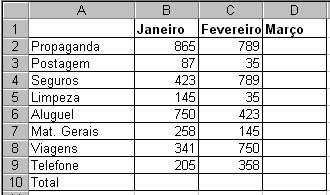 A B C D
1 Janeiro Fevereiro Março
2 Propaganda 865 789
3 Postagem 87 35
4 Seguros 423 789
5 Limpeza 145 35
6 Aluguel 750 423
7 Mat. Gerais 258 145
8 Viagens 341 750
9 Telefone 205 358
10 Total